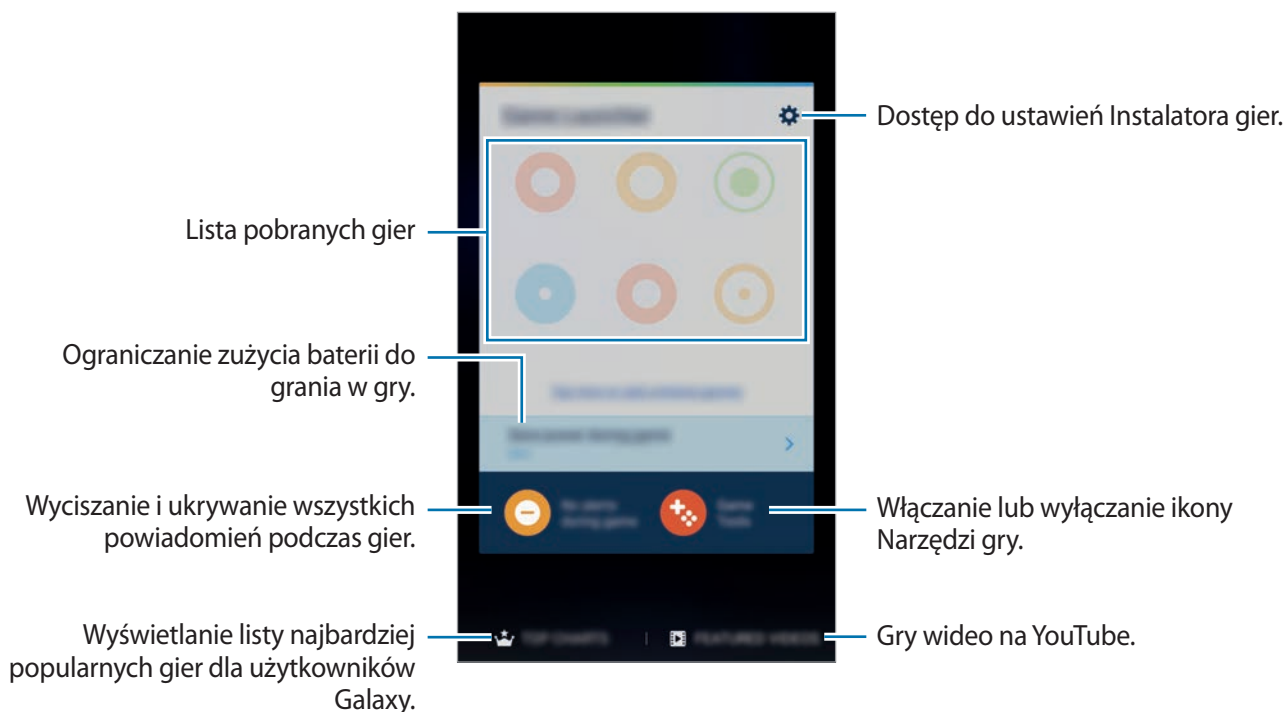 Dostęp do ustawień Instalatora gier.
Lista pobranych gier
Ograniczanie zużycia baterii do
grania w gry.
Wyciszanie i ukrywanie wszystkich
powiadomień podczas gier.
Włączanie lub wyłączanie ikony
Narzędzi gry.
Wyświetlanie listy najbardziej
popularnych gier dla użytkowników
Galaxy.
Gry wideo na YouTube.